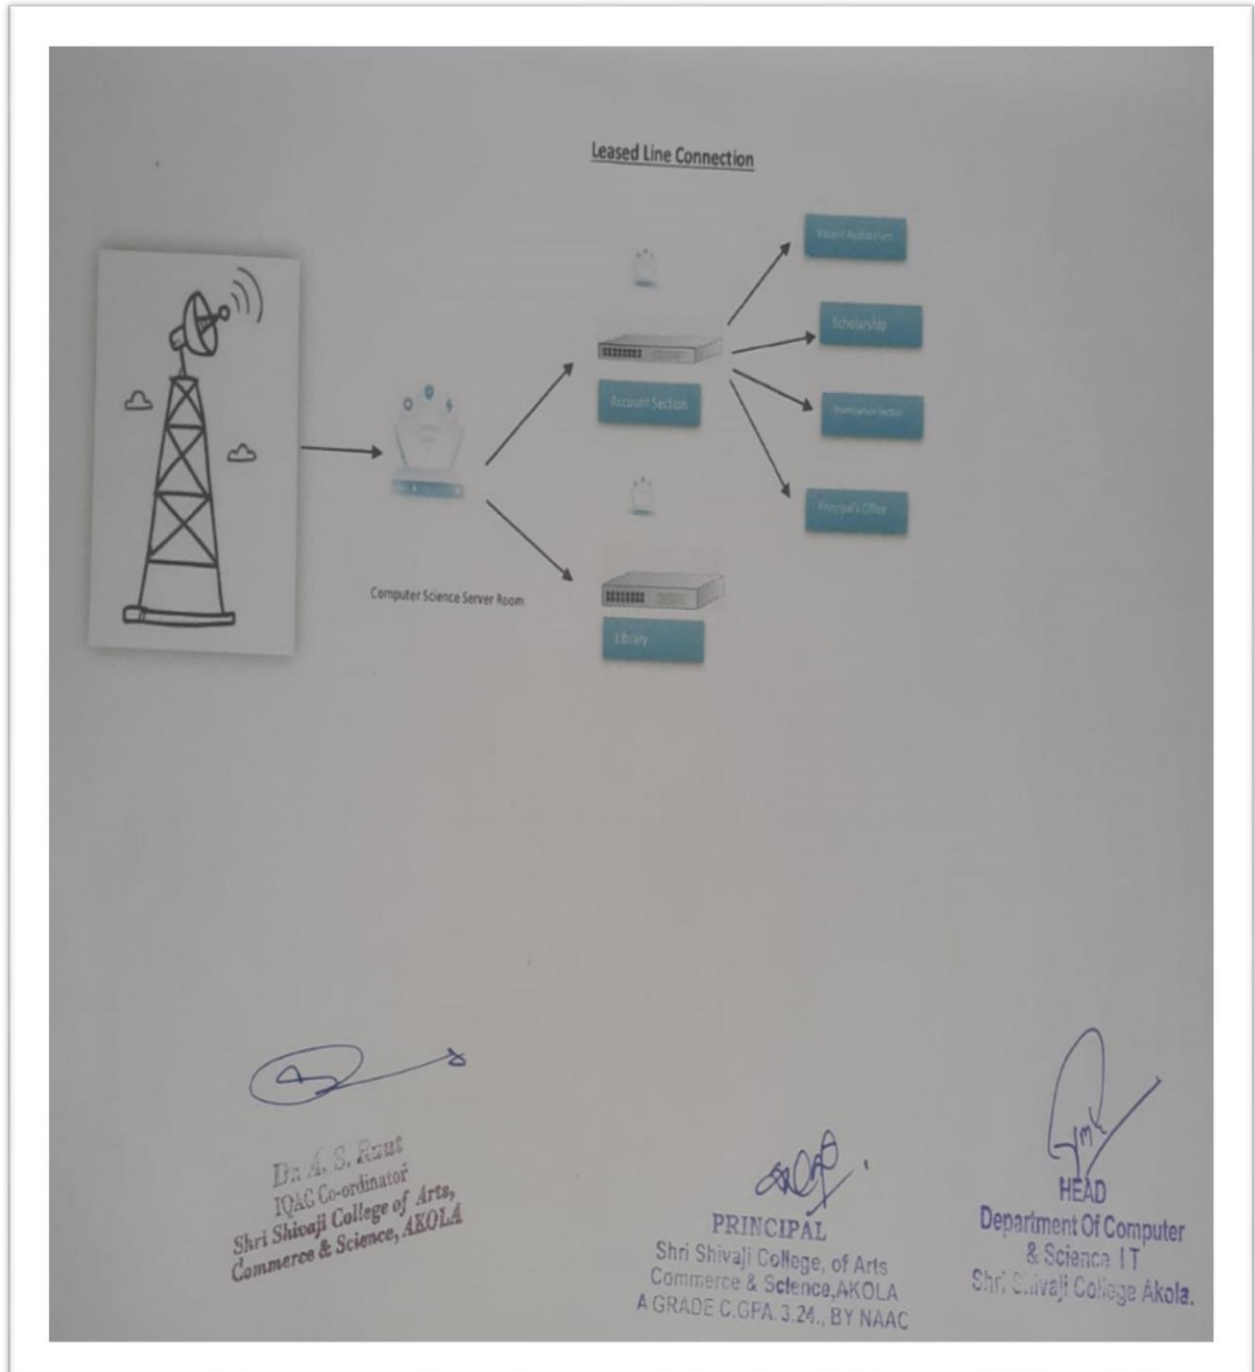 Leased Line Connection
Auditorium
Scholarship
Account Section
Principal's Office
Computer Science Server Room
Library
Dr. A. S. Raut
IQAC Co-ordinator
Shri Shivaji College of Arts,
Commerce & Science, AKOLA
PRINCIPAL
Shri Shivaji College, of Arts
Commerce & Science,AKOLA
A GRADE C.GPA. 3.24., BY NAAC
HEAD
Department Of Computer
& Science I T
Shri Shivaji College Akola.